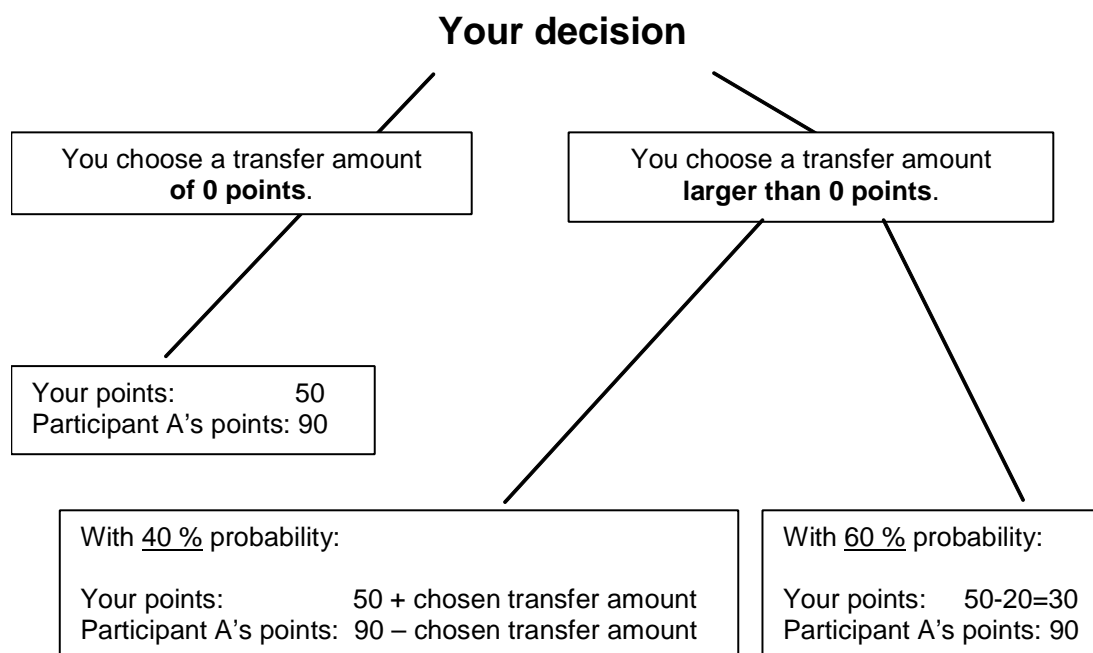 Your decision
You choose a transfer amount
of 0 points.
You choose a transfer amount
larger than 0 points.
Your points: 50
Participant A's points: 90
With 40 % probability:
Your points: 50 + chosen transfer amount
Participant A's points: 90 – chosen transfer amount
With 60 % probability:
Your points: 50-20=30
Participant A's points: 90